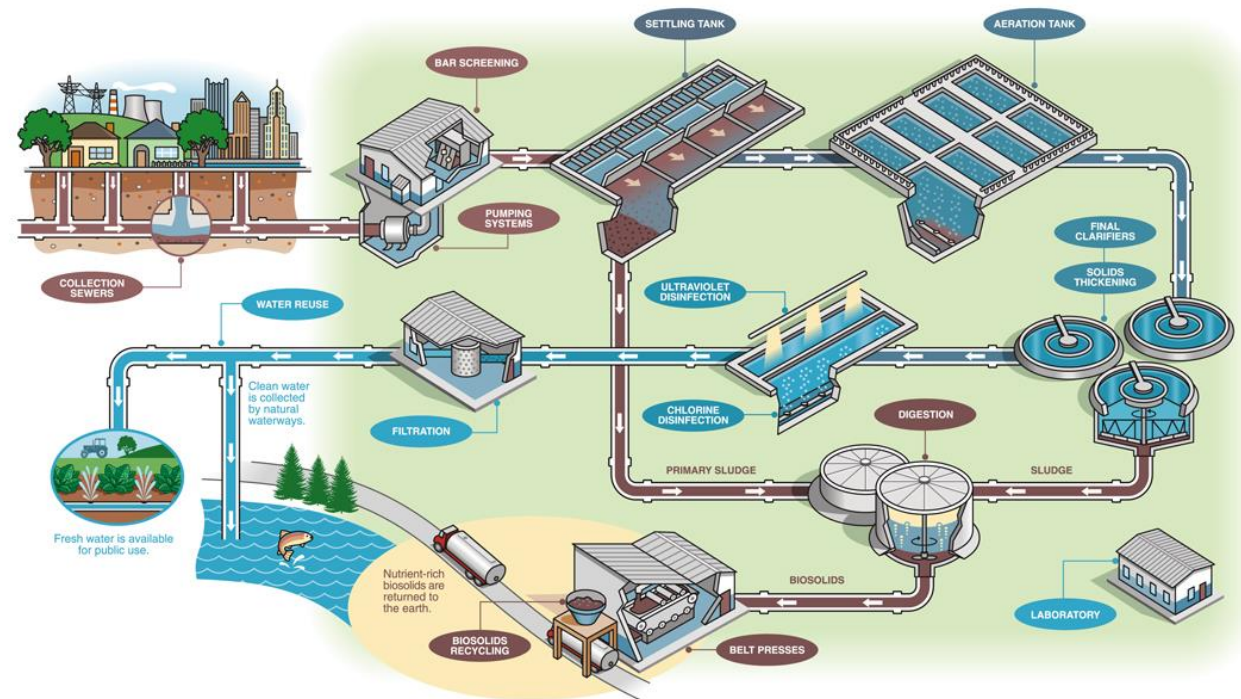 SETTLING TANK
AERATION TANK
BAR SCREENING
PUMPING
SYSTEMS
COLLECTION
SEWERS
FINAL
CLARIFIERS
SOLIDS
THICKENING
ULTRAVIOLET
DISINFECTION
WATER REUSE
Clean water
is collected
by natural
waterways.
FILTRATION
CHLORINE
DISINFECTION
DIGESTION
PRIMARY SLUDGE
SLUDGE
Fresh water is available
for public use.
Nutrient-rich
biosolids are
returned to
the earth.
BIOSOLIDS
LABORATORY
BIOSOLIDS
RECYCLING
BELT PRESSES